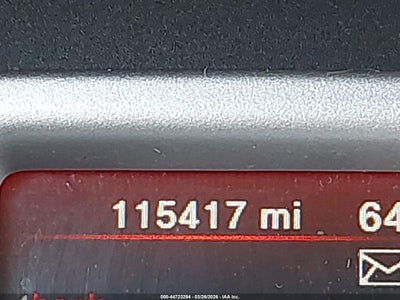 115417 mi 64
000-44723294 - 03/26/2026 - IAA Inc.